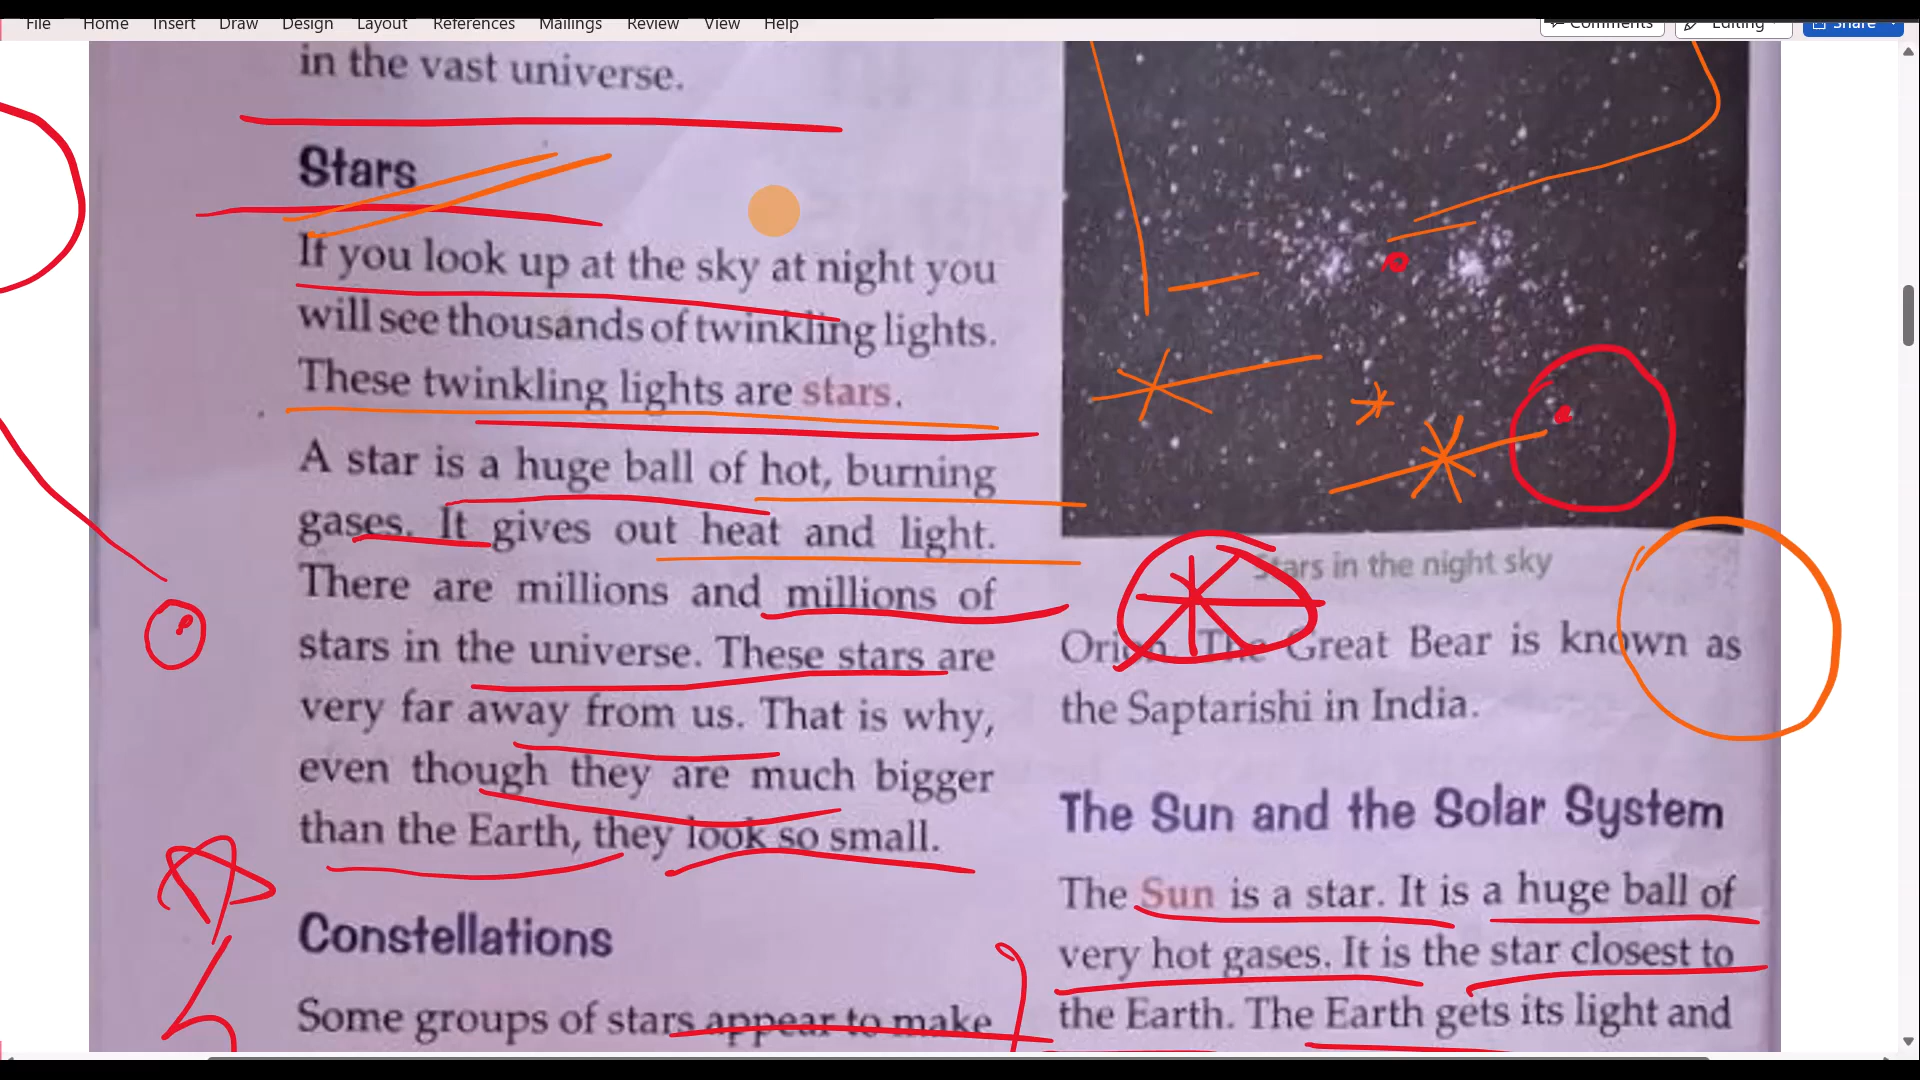 File Home Insert Draw Design Layout References Mailings Review View Help Comments Editing Share
in the vast universe.
Stars
If you look up at the sky at night you
will see thousands of twinkling lights.
These twinkling lights are stars.
A star is a huge ball of hot, burning
gases. It gives out heat and light.
There are millions and millions of
stars in the universe. These stars are
very far away from us. That is why,
even though they are much bigger
than the Earth, they look so small.
Constellations
Some groups of stars appear to make
Stars in the night sky
Orion. The Great Bear is known as
the Saptarishi in India.
The Sun and the Solar System
The Sun is a star. It is a huge ball of
very hot gases. It is the star closest to
the Earth. The Earth gets its light and